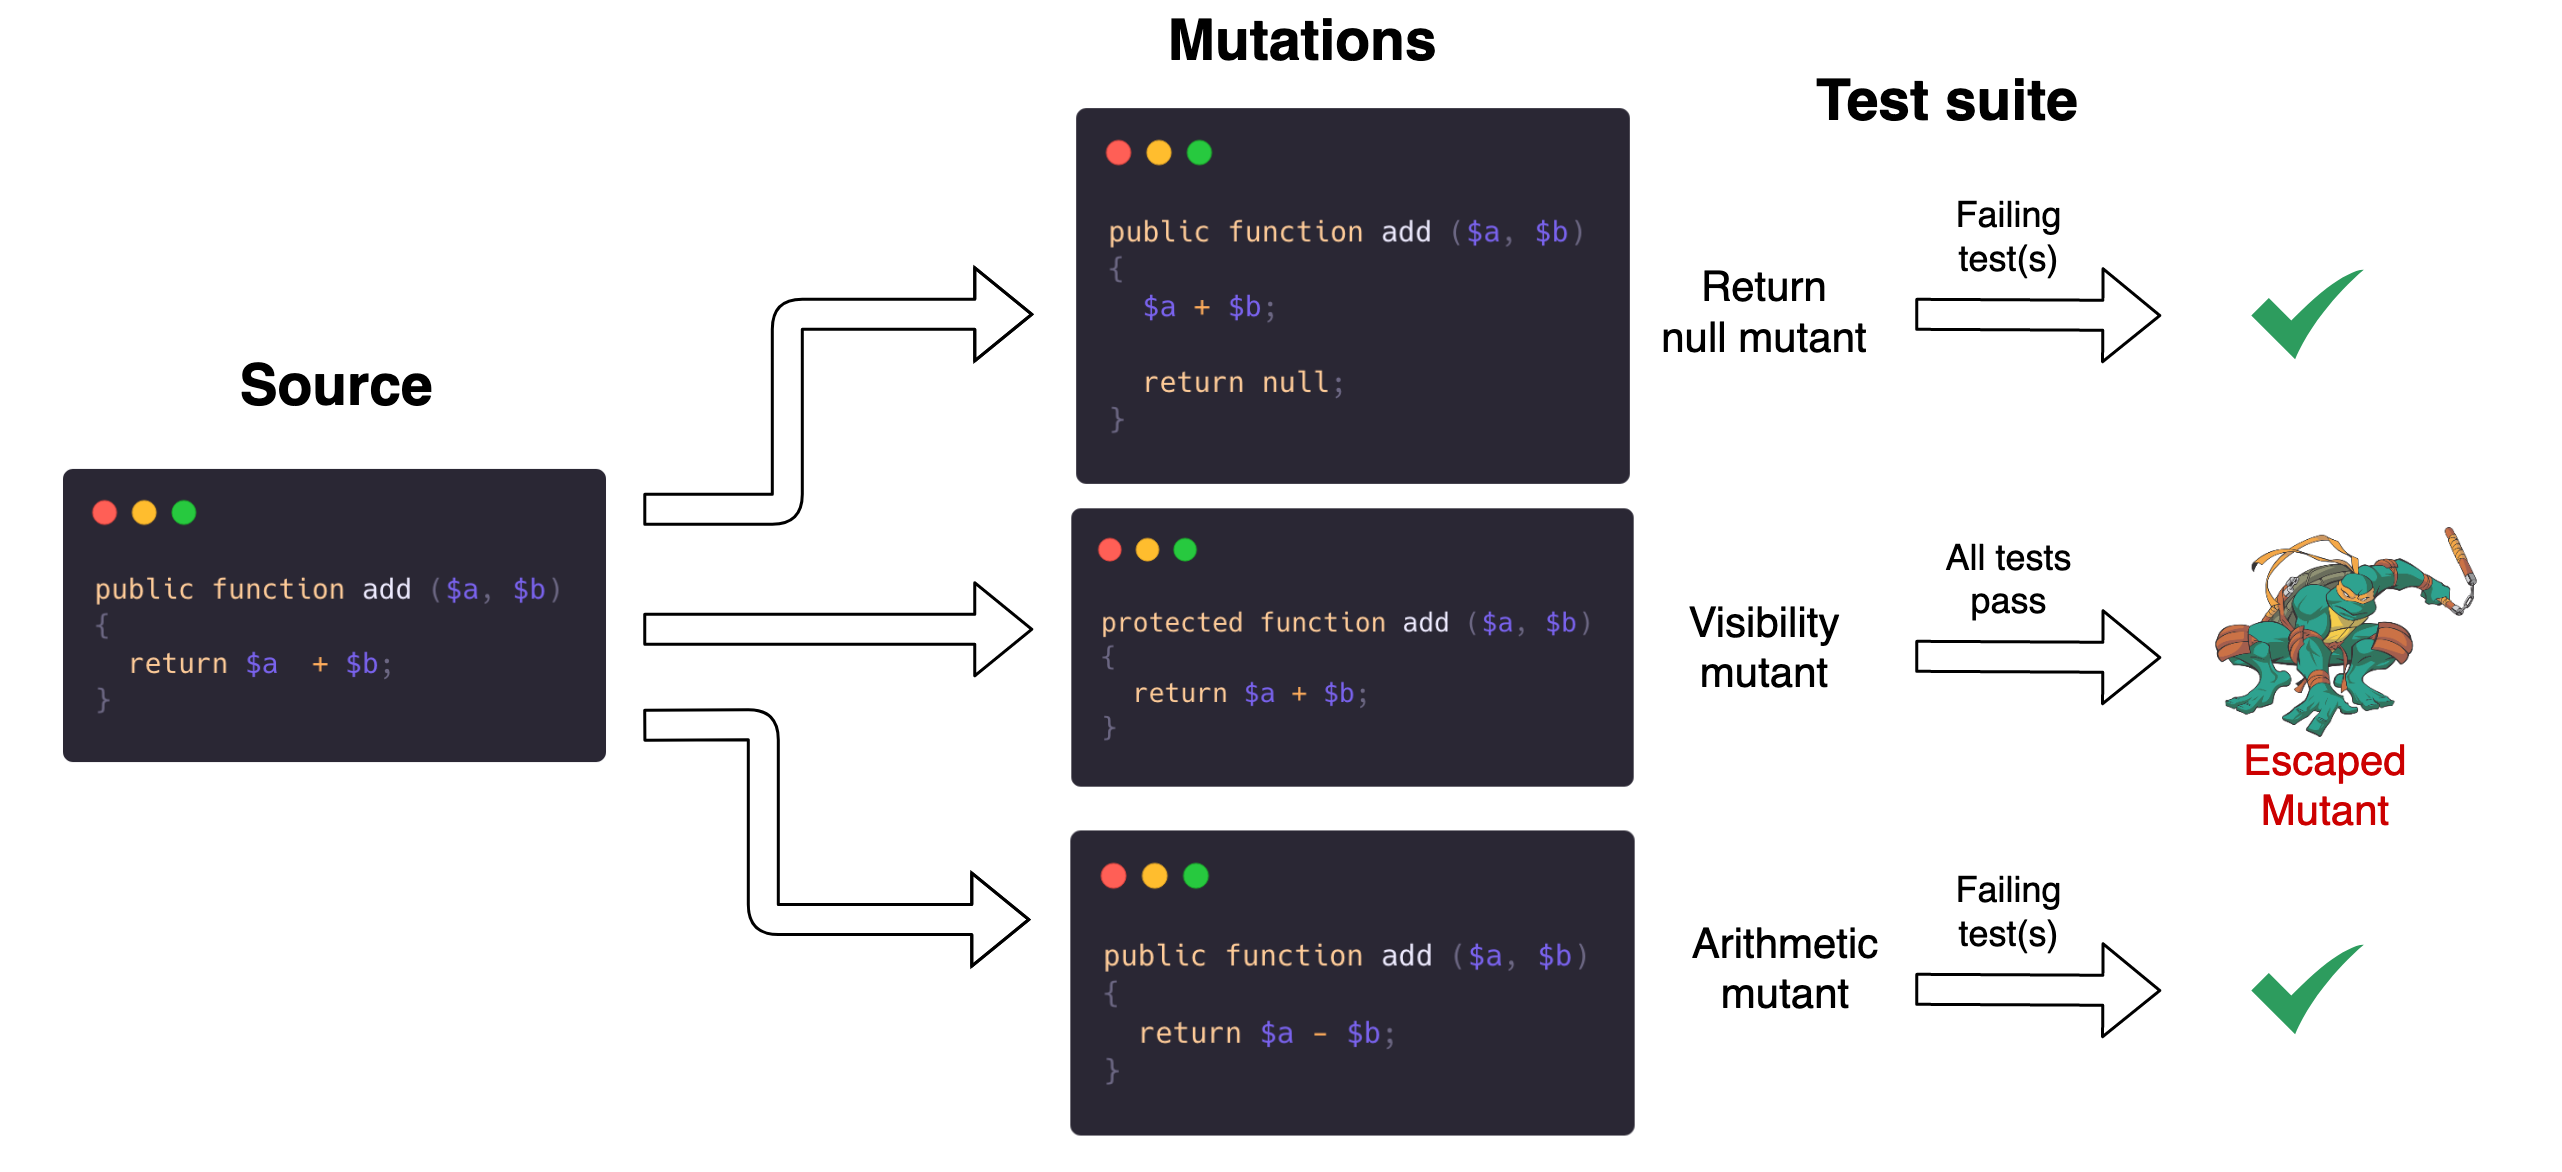 Mutations
Test suite
Source
public function add ($a, $b)
{
  return $a  + $b;
}
public function add ($a, $b)
{
  $a + $b;
  return null;
}
Return
null mutant
Failing
test(s)
protected function add ($a, $b)
{
  return $a + $b;
}
Visibility
mutant
All tests
pass
Escaped
Mutant
public function add ($a, $b)
{
  return $a - $b;
}
Arithmetic
mutant
Failing
test(s)